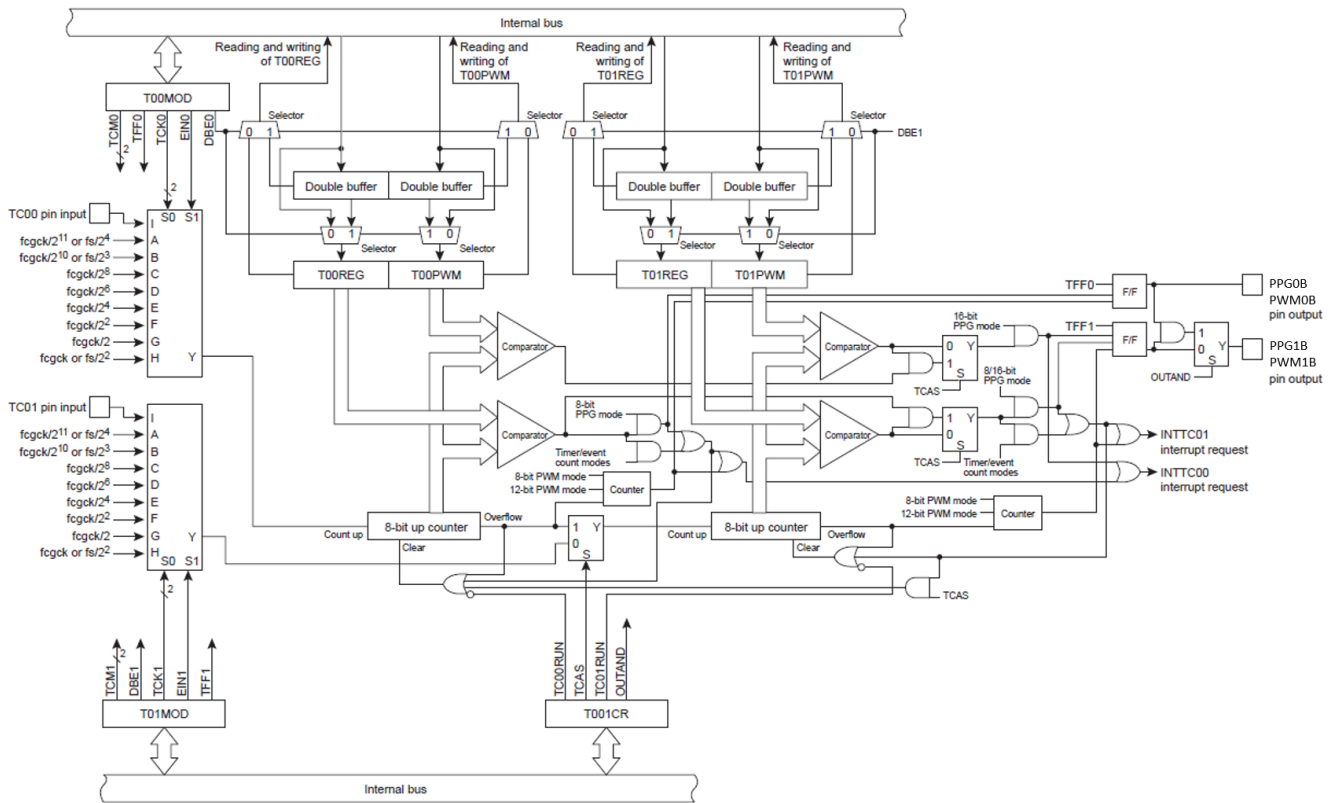 Internal bus
Reading and writing
of T00REG
Reading and
writing of
T00PWM
Reading and
writing of
T01REG
Reading and
writing of
T01PWM
T00MOD
TCM0
TFF0
TCK0
EIN0
DBE0
2
2
Selector
0 1
Selector
1 0
Selector
0 1
Selector
1 0
DBE1
Double buffer
Double buffer
Double buffer
Double buffer
0 1
Selector
1 0
Selector
0 1
Selector
1 0
Selector
T00REG
T00PWM
T01REG
T01PWM
TC00 pin input
S0 S1
I
fcgck/2¹¹ or fs/2⁴
A
fcgck/2¹⁰ or fs/2³
B
fcgck/2⁸
C
fcgck/2⁶
D
fcgck/2⁴
E
fcgck/2²
F
fcgck/2
G
fcgck or fs/2²
H
Y
TC01 pin input
I
fcgck/2¹¹ or fs/2⁴
A
fcgck/2¹⁰ or fs/2³
B
fcgck/2⁸
C
fcgck/2⁶
D
fcgck/2⁴
E
fcgck/2²
F
fcgck/2
G
Y
fcgck or fs/2²
H
S0 S1
2
Comparator
Comparator
Comparator
Comparator
8-bit
PPG mode
Timer/event
count modes
8-bit PWM mode
12-bit PWM mode
Counter
16-bit
PPG mode
0
Y
1
S
TCAS
8/16-bit
PPG mode
1
Y
0
S
TCAS
Timer/event
count modes
TFF0
F/F
TFF1
F/F
1
Y
0
S
OUTAND
PPG0B
PWM0B
pin output
PPG1B
PWM1B
pin output
INTTC01
interrupt request
INTTC00
interrupt request
8-bit PWM mode
12-bit PWM mode
Counter
Count up
8-bit up counter
Overflow
Clear
1
Y
0
S
Count up
8-bit up counter
Overflow
Clear
TCAS
TCM1
2
DBE1
TCK1
EIN1
TFF1
T01MOD
TC00RUN
TCAS
TC01RUN
OUTAND
T001CR
Internal bus